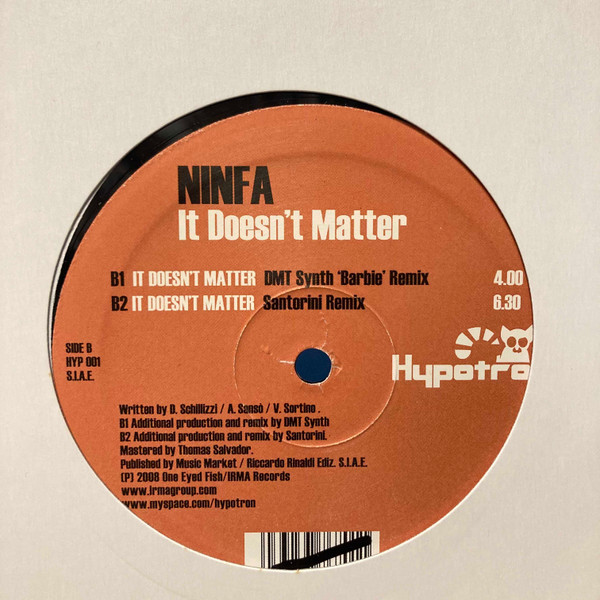 NINFA
It Doesn't Matter
B1 IT DOESN'T MATTER DMT Synth 'Barbie' Remix 4.00
B2 IT DOESN'T MATTER Santorini Remix 6.30
SIDE B
HYP 001
S.I.A.E.
Hypotro
Written by D. Schillizzi / A. Sansó / V. Sortino .
B1 Additional production and remix by DMT Synth
B2 Additional production and remix by Santorini.
Mastered by Thomas Salvador.
Published by Music Market / Riccardo Rinaldi Ediz. S.I.A.E.
(P) 2008 One Eyed Fish/IRMA Records
www.irmagroup.com
www.myspace.com/hypotron